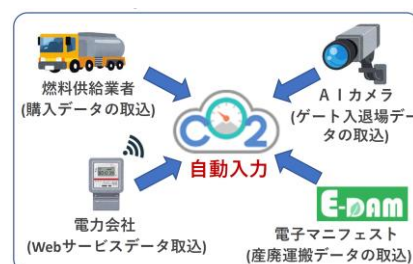 燃料供給業者
(購入データの取込)
AIカメラ
(ゲート入退場デー
タの取込)
CO2
自動入力
電力会社
(Webサービスデータ取込)
E-DAM
電子マニフェスト
(産廃運搬データの取込)